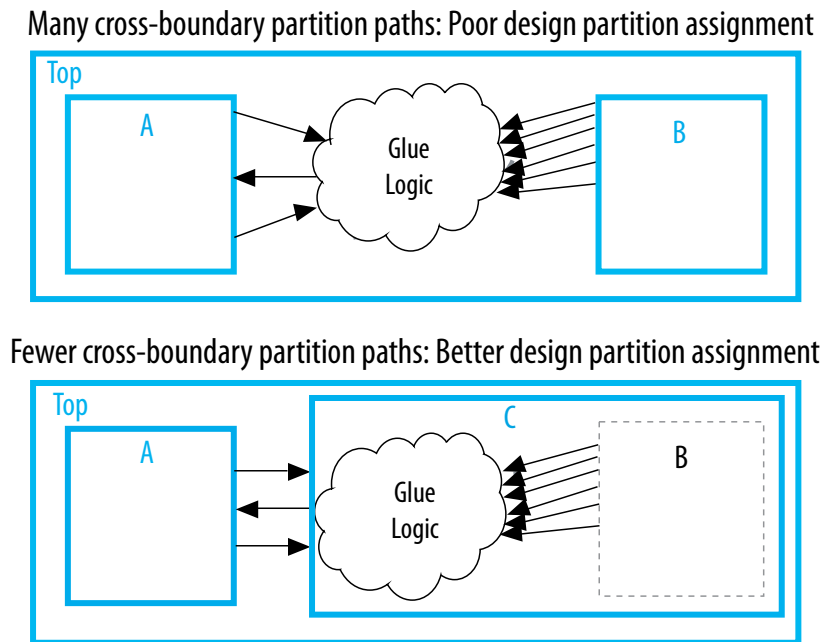 Many cross-boundary partition paths: Poor design partition assignment
Top
A
Glue
Logic
B
Fewer cross-boundary partition paths: Better design partition assignment
Top
A
C
Glue
Logic
B